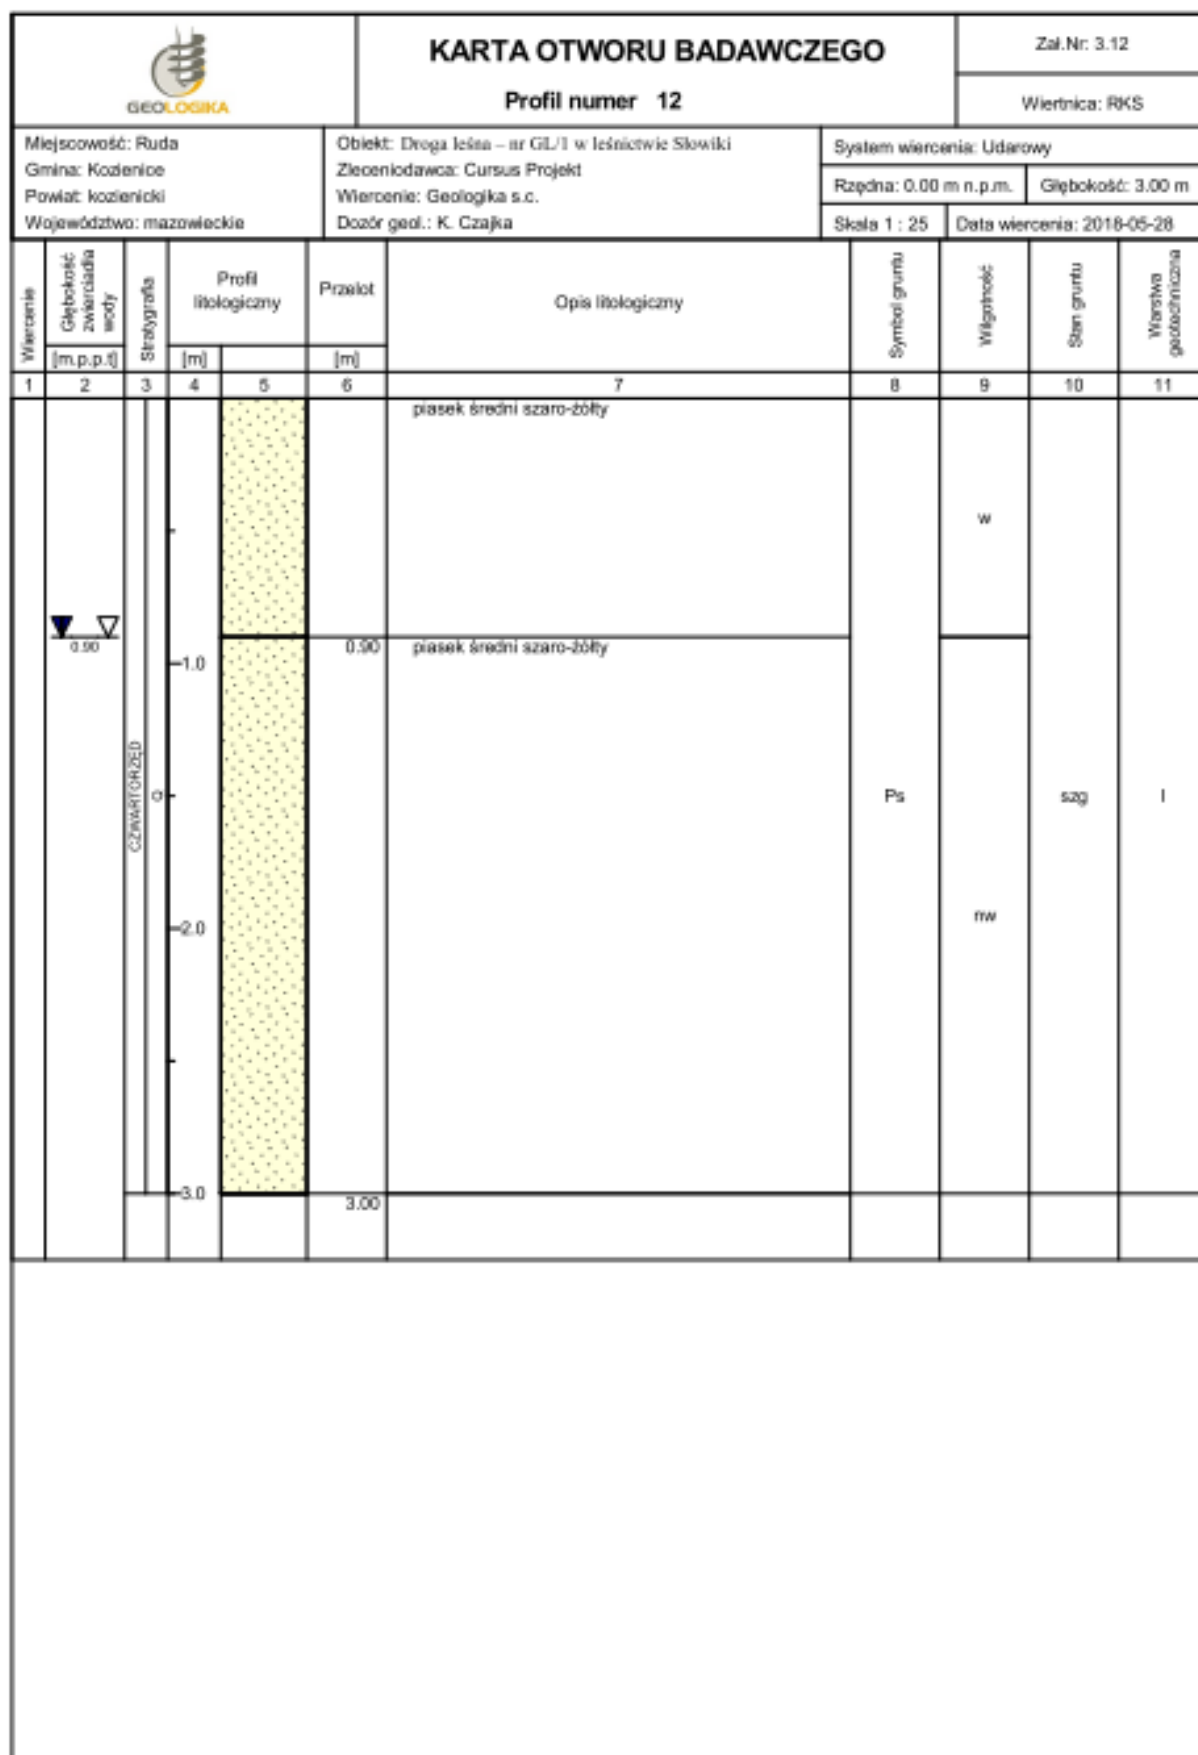 GEOLOGIKA
KARTA OTWORU BADAWCZEGO
Profil numer 12
Zał.Nr: 3.12
Wiertnica: RKS
Miejscowość: Ruda
Gmina: Kozienice
Powiat: kozienicki
Województwo: mazowieckie
Obiekt: Droga leśna – nr GL/1 w leśnictwie Słowiki
Zleceniodawca: Cursus Projekt
Wiercenie: Geologika s.c.
Dozór geol.: K. Czajka
System wiercenia: Udarowy
Rzędna: 0.00 m n.p.m.
Głębokość: 3.00 m
Skala 1 : 25
Data wiercenia: 2018-05-28
Wiercenie
Głębokość
zwierciadła
wody
[m.p.p.t]
Stratygrafia
Profil
litologiczny
[m]
Przelot
[m]
Opis litologiczny
Symbol gruntu
Wilgotność
Stan gruntu
Warstwa
geotechniczna
1 2 3 4 5 6 7 8 9 10 11
piasek średni szaro-żółty
w
0.90
0.90
piasek średni szaro-żółty
1.0
CZWARTORZĘD
Q
Ps
szg
I
2.0
nw
3.0
3.00